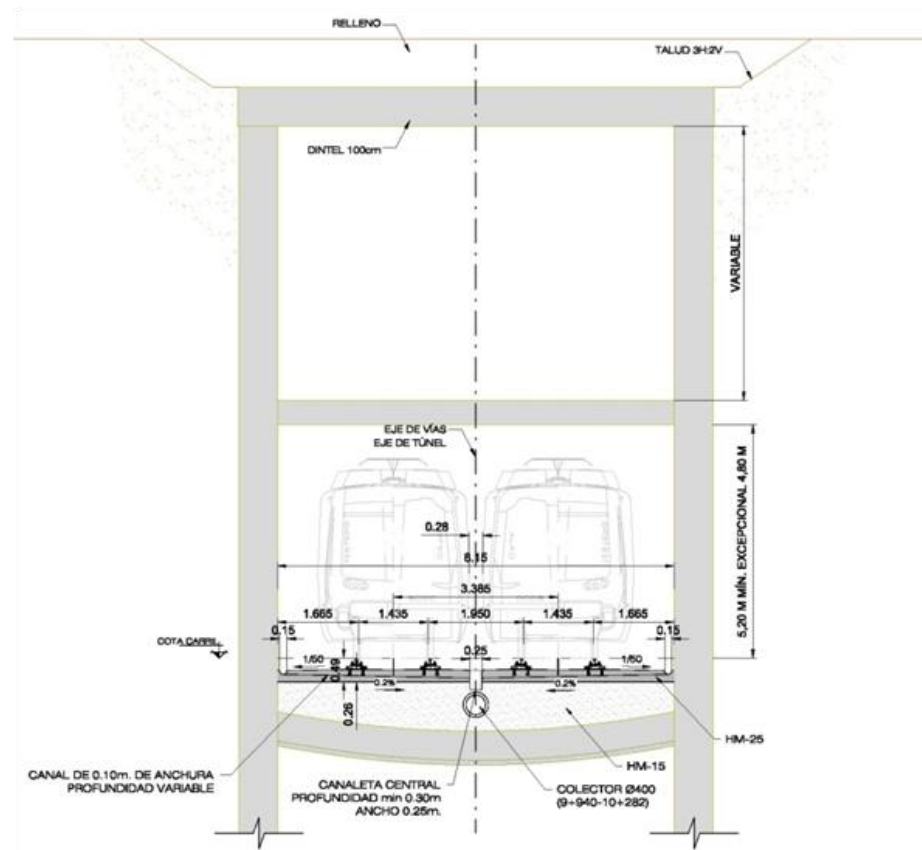 RELLENO
TALUD 3H:2V
DINTEL 100cm
VARIABLE
EJE DE VÍAS
EJE DE TÚNEL
5,20 M MÍN. EXCEPCIONAL 4,80 M
0.28
8.15
3.385
1.665
1.435
1.950
1.435
1.665
0.15
0.15
COTA CARRIL
0.25
1/50
0.49
1/50
0.2%
0.2%
0.26
HM-25
HM-15
CANAL DE 0.10m. DE ANCHURA
PROFUNDIDAD VARIABLE
CANALETA CENTRAL
PROFUNDIDAD min 0.30m
ANCHO 0.25m.
COLECTOR Ø400
(9+940-10+282)